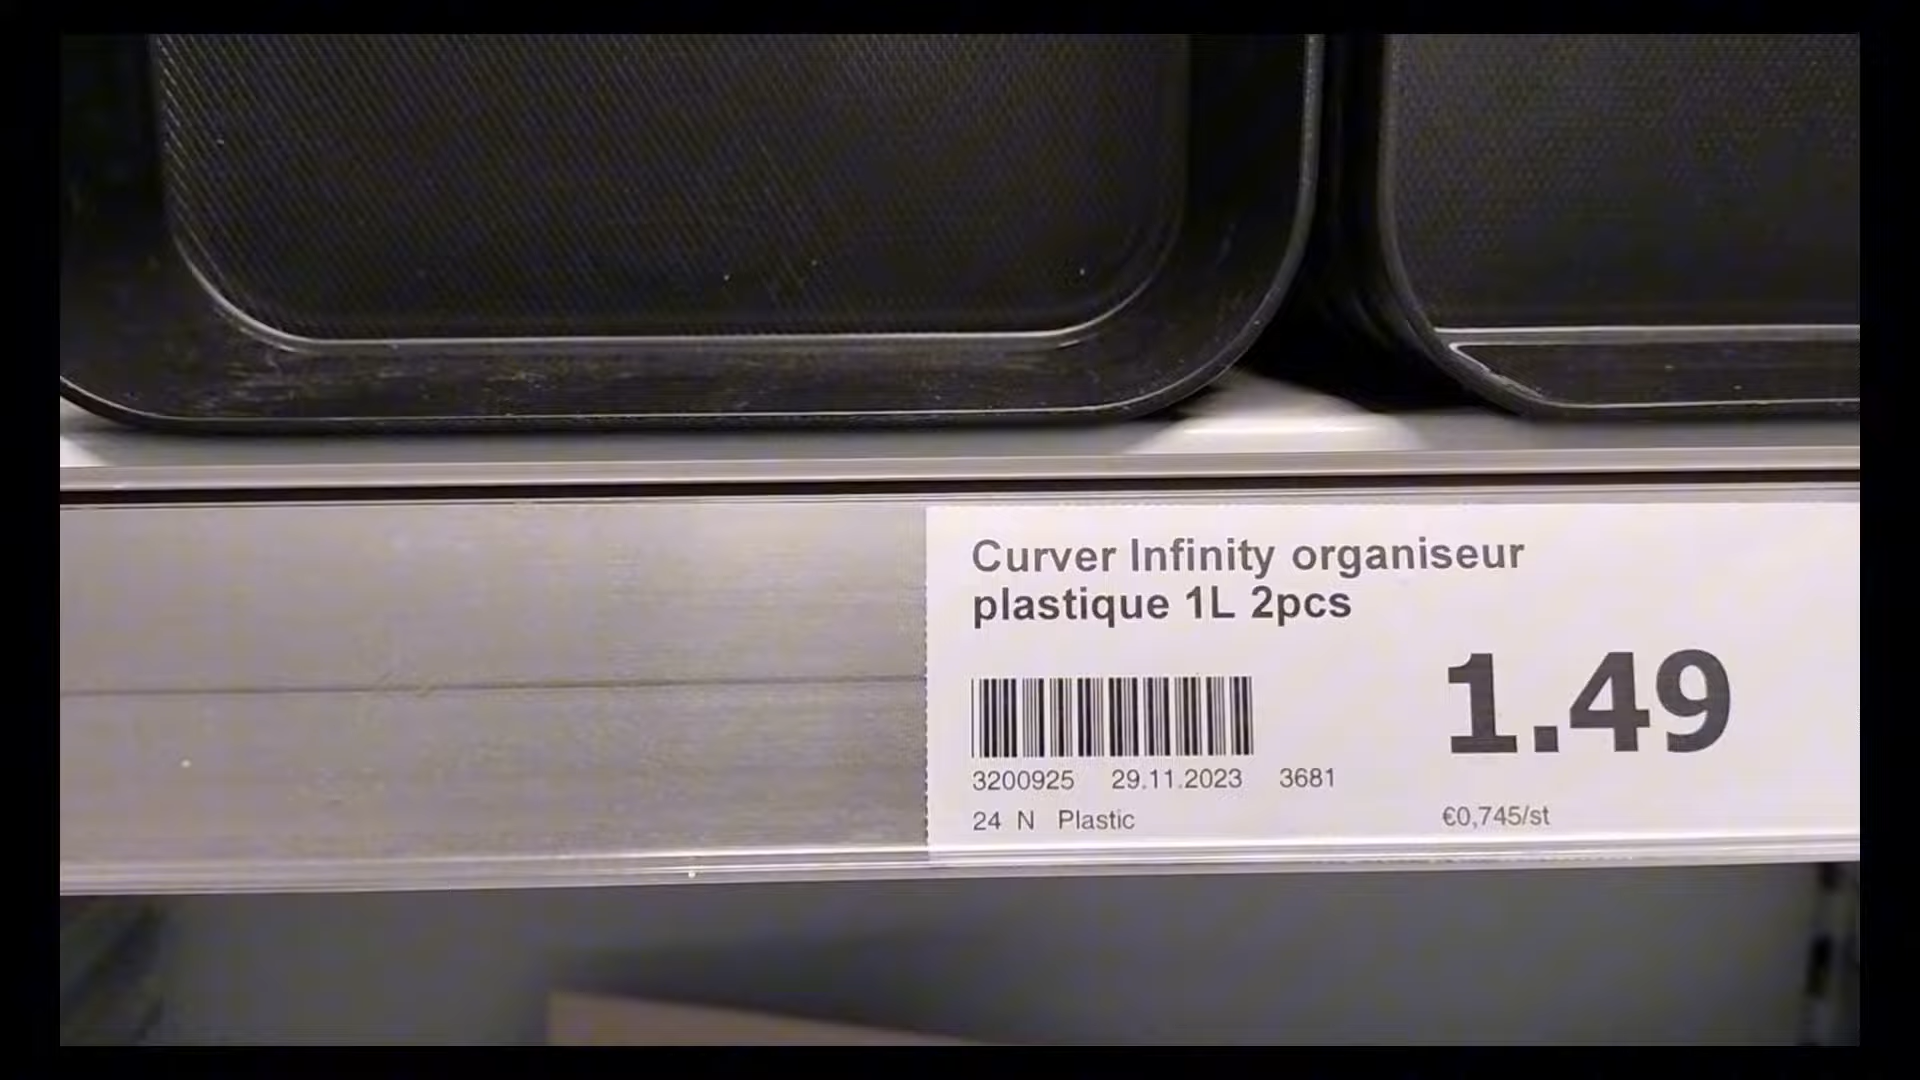 Curver Infinity organiseur
plastique 1L 2pcs
1.49
3200925 29.11.2023 3681
24 N Plastic
€0,745/st